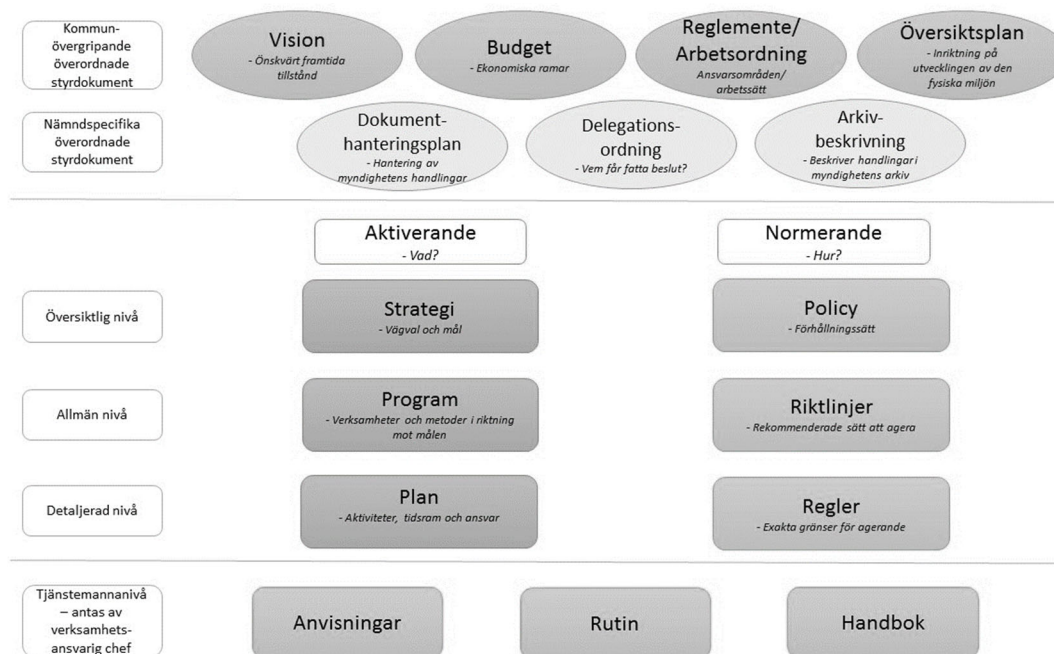 Kommun-
övergripande
överordnade
styrdokument
Vision
- Önskvärt framtida
tillstånd
Budget
- Ekonomiska ramar
Reglemente/
Arbetsordning
Ansvarsområden/
arbetssätt
Översiktsplan
- Inriktning på
utvecklingen av den
fysiska miljön
Nämndspecifika
överordnade
styrdokument
Dokument-
hanteringsplan
- Hantering av
myndighetens handlingar
Delegations-
ordning
- Vem får fatta beslut?
Arkiv-
beskrivning
- Beskriver handlingar i
myndighetens arkiv
Aktiverande
- Vad?
Normerande
- Hur?
Översiktlig nivå
Strategi
- Vägval och mål
Policy
- Förhållningssätt
Allmän nivå
Program
- Verksamheter och metoder i riktning
mot målen
Riktlinjer
- Rekommenderade sätt att agera
Detaljerad nivå
Plan
- Aktiviteter, tidsram och ansvar
Regler
- Exakta gränser för agerande
Tjänstemannanivå
– antas av
verksamhets-
ansvarig chef
Anvisningar
Rutin
Handbok